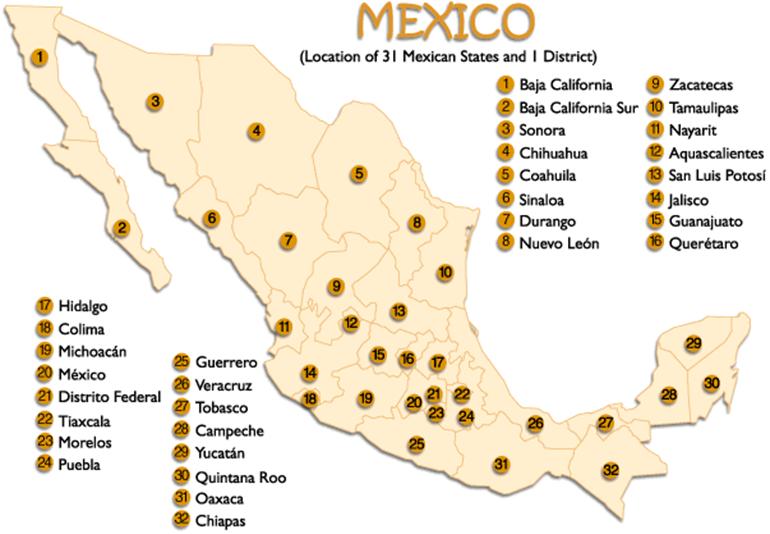 MEXICO
(Location of 31 Mexican States and 1 District)
1 Baja California
2 Baja California Sur
3 Sonora
4 Chihuahua
5 Coahuila
6 Sinaloa
7 Durango
8 Nuevo León
9 Zacatecas
10 Tamaulipas
11 Nayarit
12 Aquascalientes
13 San Luis Potosí
14 Jalisco
15 Guanajuato
16 Querétaro
17 Hidalgo
18 Colima
19 Michoacán
20 México
21 Distrito Federal
22 Tiaxcala
23 Morelos
24 Puebla
25 Guerrero
26 Veracruz
27 Tobasco
28 Campeche
29 Yucatán
30 Quintana Roo
31 Oaxaca
32 Chiapas
1
3
4
5
6
2
8
7
10
9
13
12
11
29
15
16
17
14
30
28
21
22
19
18
20
23
24
26
27
25
31
32